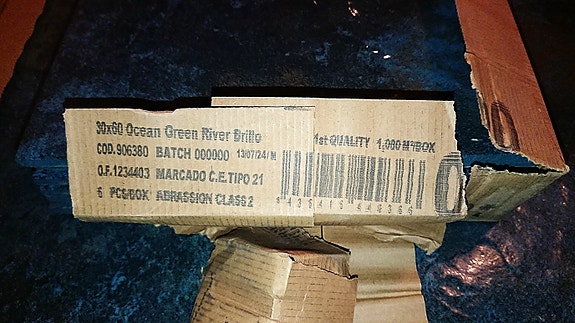 30x60 Ocean Green River Brillo
COD.906380 BATCH 000000 13/07/24/M
O.F.1234403 MARCADO C.E.TIPO 21
6 PCS/BOX ABRASSION CLASS 2
1st QUALITY 1,080 M²/BOX